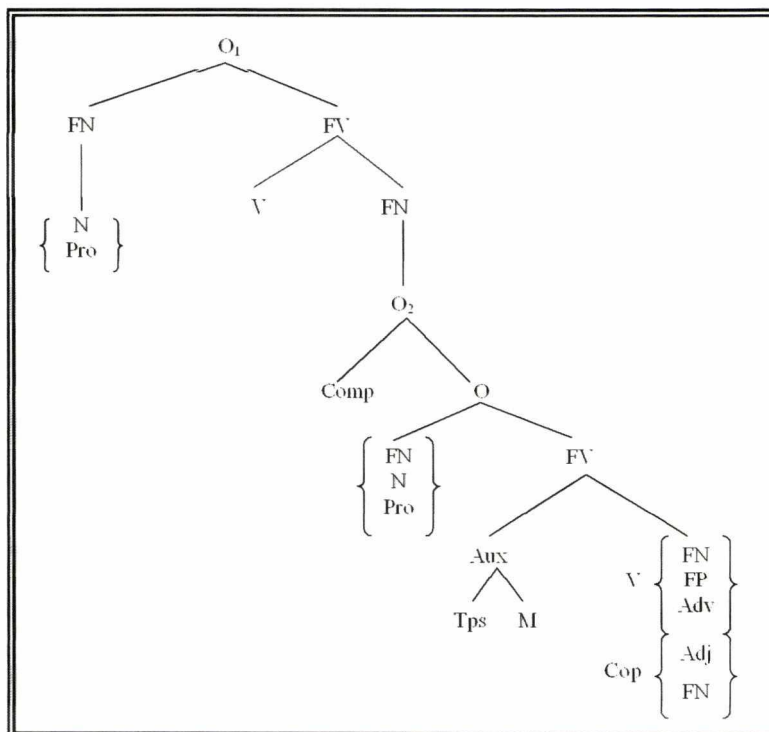 O₁
FN FV
N
Pro
V FN
O₂
Comp O
FN
N
Pro
FV
Aux
V
FN
FP
Adv
Tps M
Cop
Adj
FN